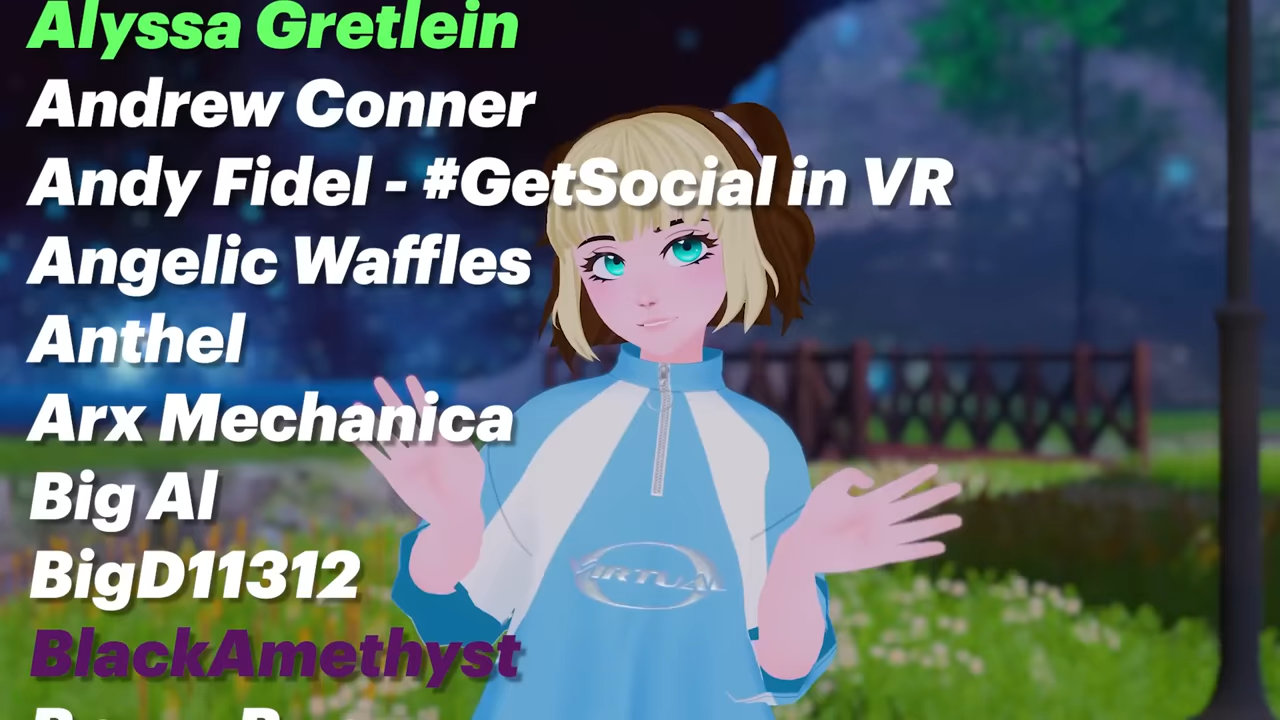 Alyssa Gretlein
Andrew Conner
Andy Fidel - #GetSocial in VR
Angelic Waffles
Anthel
Arx Mechanica
Big Al
BigD11312
BlackAmethyst
VIRTUAL